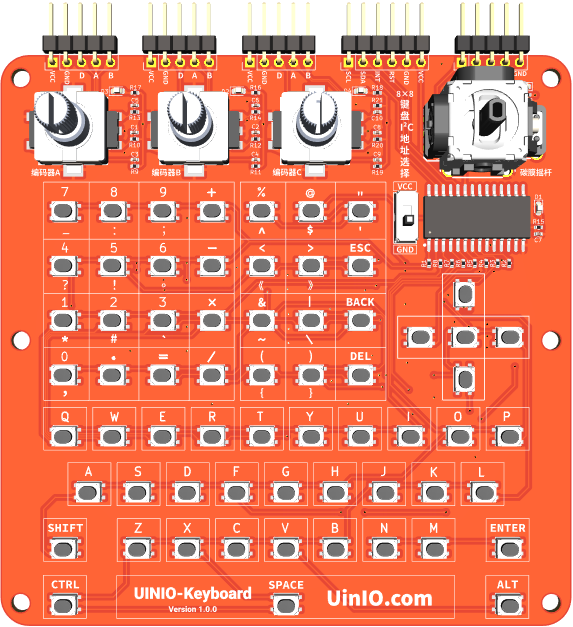 VCC GND D A B
VCC GND D A B
VCC GND D A B
SCL SDA INT RST GND VCC
GND
8×8键盘I²C地址选择
编码器A 编码器B 编码器C 磁膜摇杆
7 8 9 + % @ "
_ : ; ^ $ '
VCC
GND
4 5 6 − < > ESC
? ! ° 《 》
1 2 3 × & | BACK
* # ` ~ \
0 • = / ( ) DEL
, { }
Q W E R T Y U I O P
A S D F G H J K L
SHIFT Z X C V B N M ENTER
CTRL UINIO-Keyboard SPACE UinIO.com ALT
Version 1.0.0